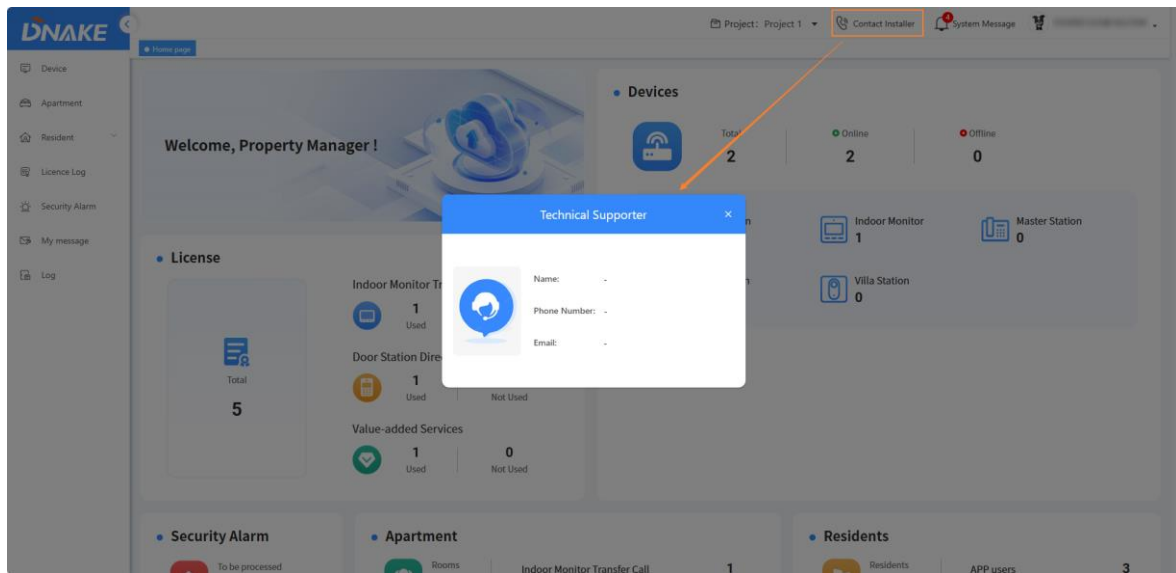 DNAKE
Project: Project 1
Contact Installer
4
System Message
Home page
Device
Apartment
Resident
Licence Log
Security Alarm
My message
Log
Welcome, Property Manager !
Devices
Total
2
Online
2
Offline
0
Indoor Monitor
1
Master Station
0
Villa Station
0
Technical Supporter
Name: -
Phone Number: -
Email: -
License
Total
5
Indoor Monitor
1
Used
Door Station
1
Used
Not Used
Value-added Services
1
Used
0
Not Used
Security Alarm
To be processed
Apartment
Rooms
Indoor Monitor Transfer Call
1
Residents
Residents
APP users
3